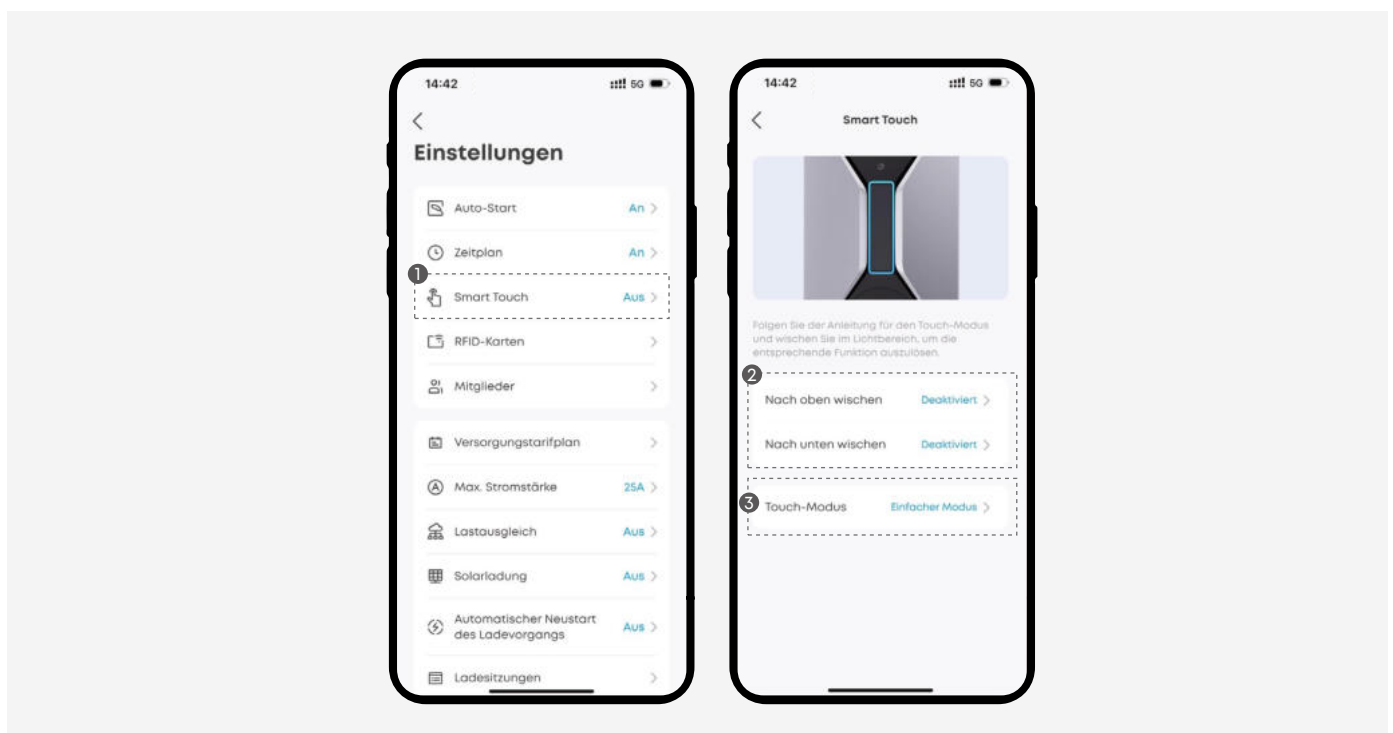 14:42
5G
Einstellungen
Auto-Start An
Zeitplan An
1
Smart Touch Aus
RFID-Karten
Mitglieder
Versorgungstarifplan
Max. Stromstärke 25A
Lastausgleich Aus
Solarladung Aus
Automatischer Neustart
des Ladevorgangs Aus
Ladesitzungen
14:42
5G
Smart Touch
Folgen Sie der Anleitung für den Touch-Modus
und wischen Sie im Lichtbereich, um die
entsprechende Funktion auszulösen.
2
Nach oben wischen Deaktiviert
Nach unten wischen Deaktiviert
3
Touch-Modus Einfacher Modus